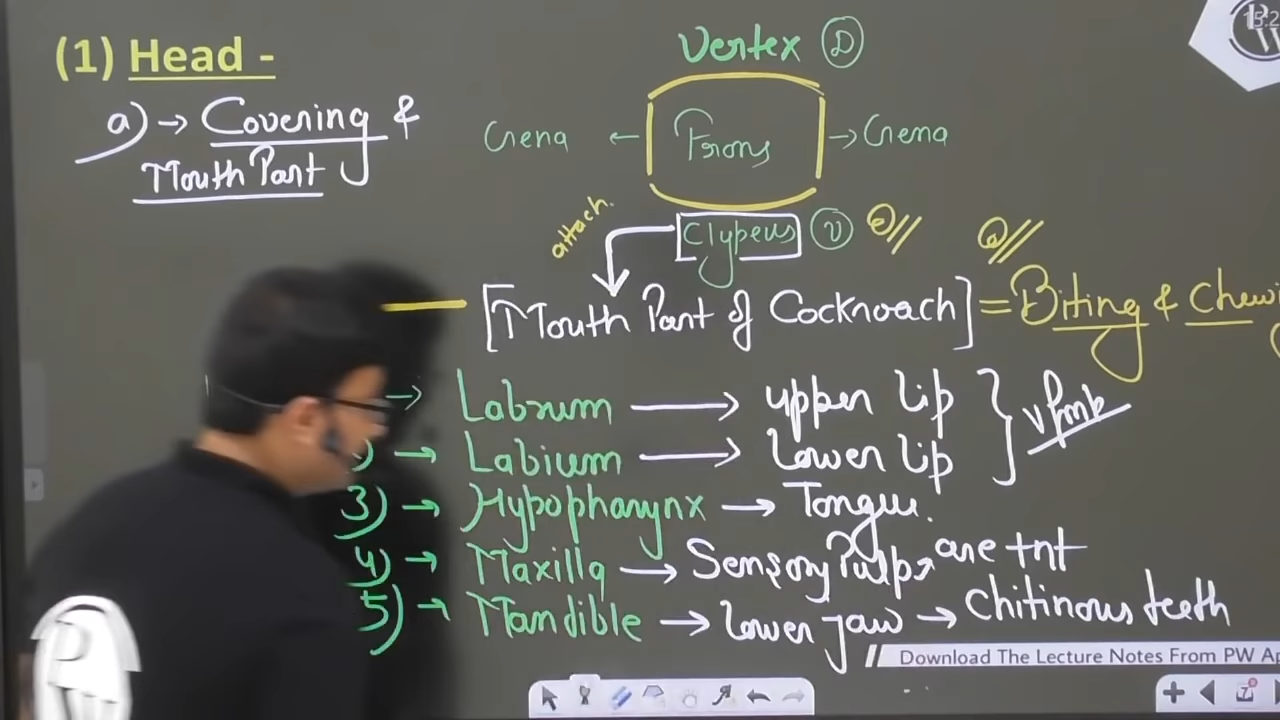 (1) Head -
a) → Covering &
Mouth Part
Vertex (D)
Gena ← Frons → Gena
attach.
Clypeus (V)
[Mouth Part of Cockroach] = Biting & Chewi
→ Labrum → upper lip
) → Labium → Lower lip
V Imb
3) → Hypopharynx → Tongue.
4) → Maxilla → Sensory Palps are tnt
5) → Mandible → Lower jaw → Chitinous teeth
// Download The Lecture Notes From PW Ap